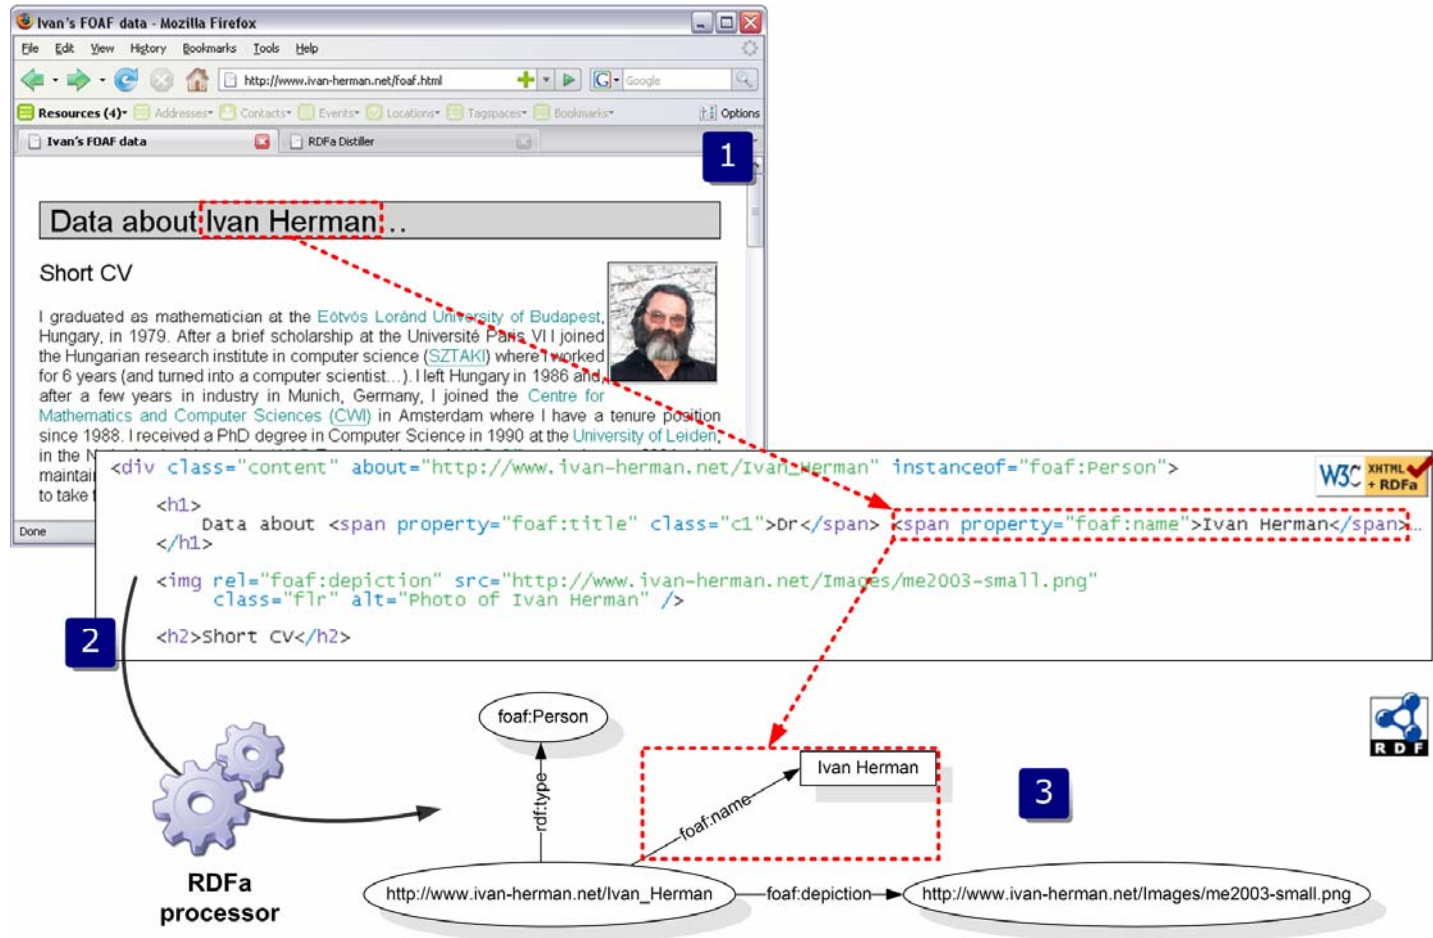 Ivan's FOAF data - Mozilla Firefox
File Edit View History Bookmarks Tools Help
http://www.ivan-herman.net/foaf.html
G Google
Resources (4) Addresses Contacts Events Locations Tagspaces Bookmarks Options
Ivan's FOAF data RDFa Distiller
1
Data about Ivan Herman...
Short CV
I graduated as mathematician at the Eötvös Loránd University of Budapest,
Hungary, in 1979. After a brief scholarship at the Université Paris VI I joined
the Hungarian research institute in computer science (SZTAKI) where I worked
for 6 years (and turned into a computer scientist...). I left Hungary in 1986 and,
after a few years in industry in Munich, Germany, I joined the Centre for
Mathematics and Computer Sciences (CWI) in Amsterdam where I have a tenure position
since 1988. I received a PhD degree in Computer Science in 1990 at the University of Leiden,
in the
maintai
to take
Done
<div class="content" about="http://www.ivan-herman.net/Ivan_Herman" instanceof="foaf:Person">
W3C XHTML + RDFa
<h1>
Data about <span property="foaf:title" class="c1">Dr</span> <span property="foaf:name">Ivan Herman</span>...
</h1>
<img rel="foaf:depiction" src="http://www.ivan-herman.net/Images/me2003-small.png"
class="flr" alt="Photo of Ivan Herman" />
2
<h2>Short CV</h2>
foaf:Person
RDF
rdf:type
foaf:name
Ivan Herman
3
RDFa
processor
http://www.ivan-herman.net/Ivan_Herman
foaf:depiction
http://www.ivan-herman.net/Images/me2003-small.png